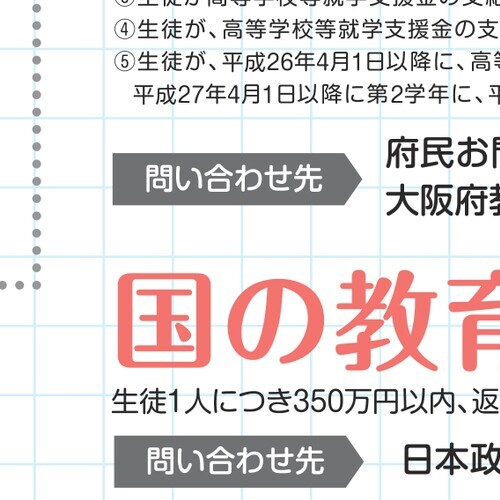 ③生徒が高等学校等就学支援金の支給
④生徒が、高等学校等就学支援金の支
⑤生徒が、平成26年4月1日以降に、高等
平成27年4月1日以降に第2学年に、平
問い合わせ先
府民お問
大阪府教
国の教育
生徒1人につき350万円以内、返
問い合わせ先
日本政